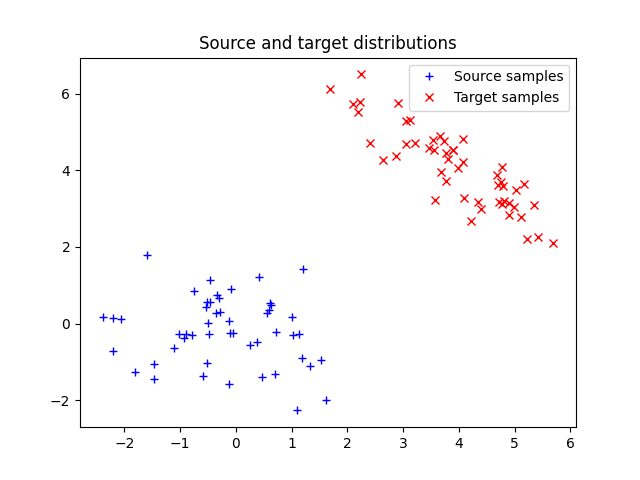 Source and target distributions
Source samples
Target samples
6
4
2
0
−2
−2 −1 0 1 2 3 4 5 6